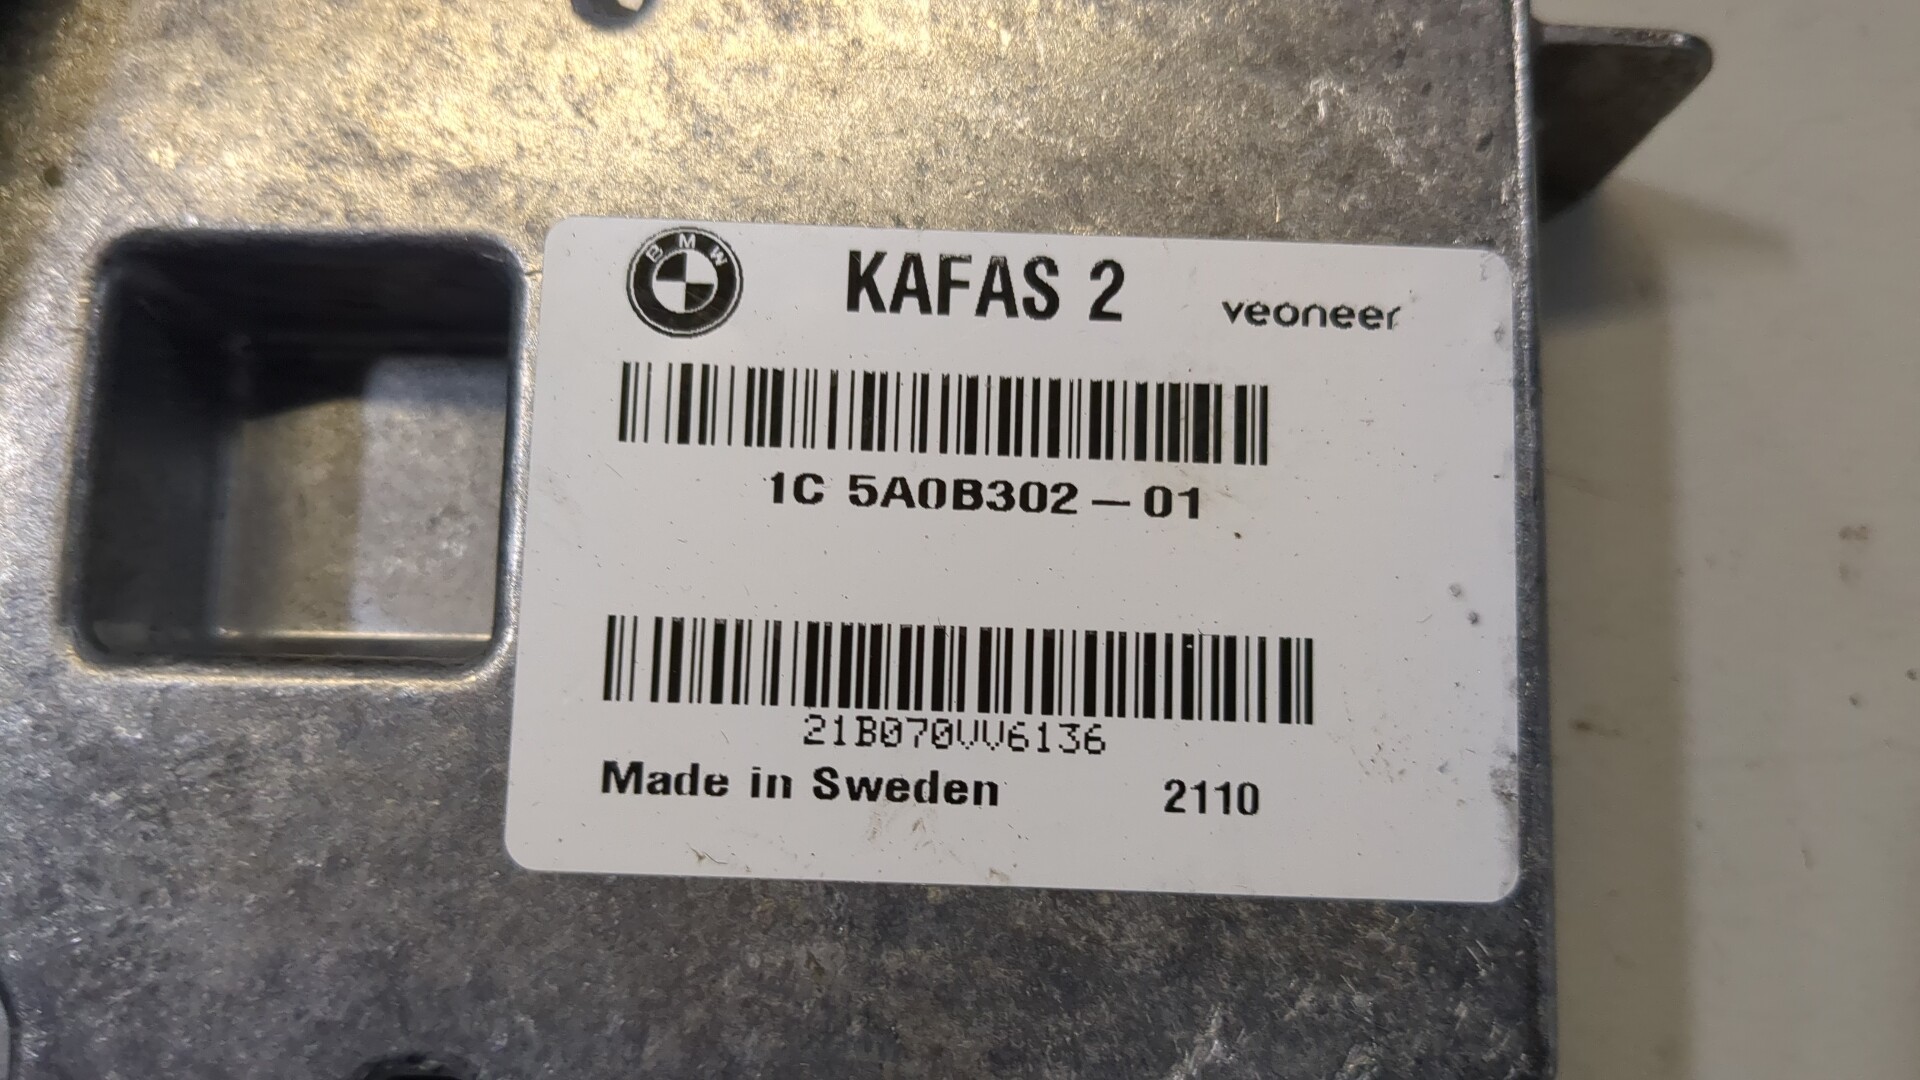 BMW KAFAS 2 veoneer
1C 5A0B302-01
21B070VV6136
Made in Sweden 2110